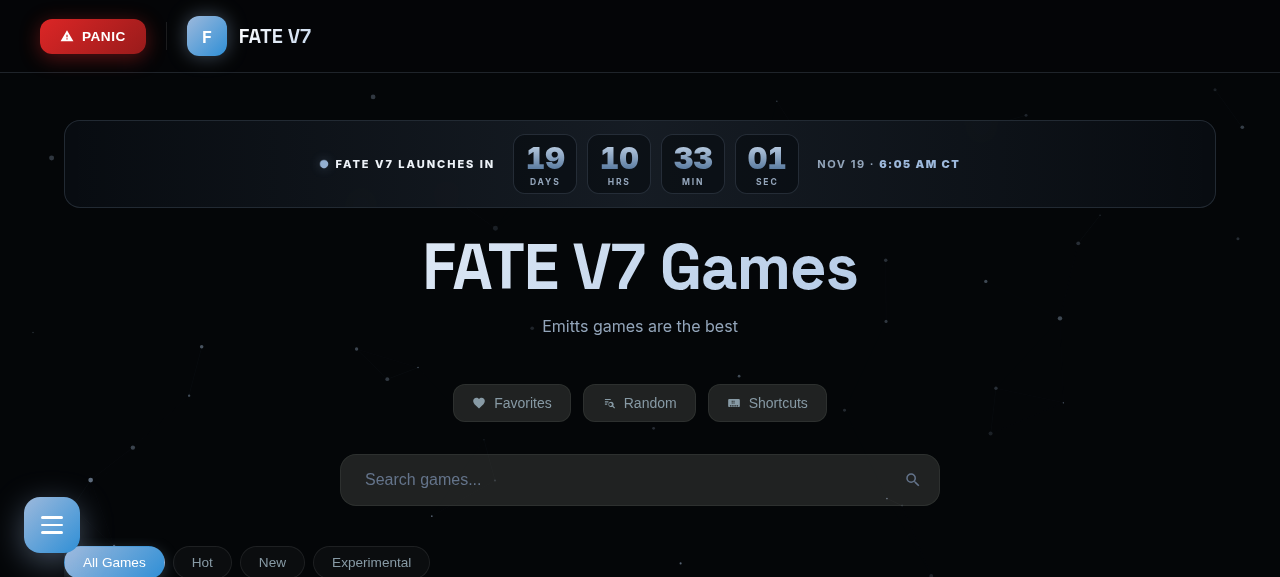 PANIC
F
FATE V7
FATE V7 LAUNCHES IN
19 DAYS
10 HRS
33 MIN
01 SEC
NOV 19 · 6:05 AM CT
FATE V7 Games
Emitts games are the best
Favorites
Random
Shortcuts
Search games...
All Games
Hot
New
Experimental